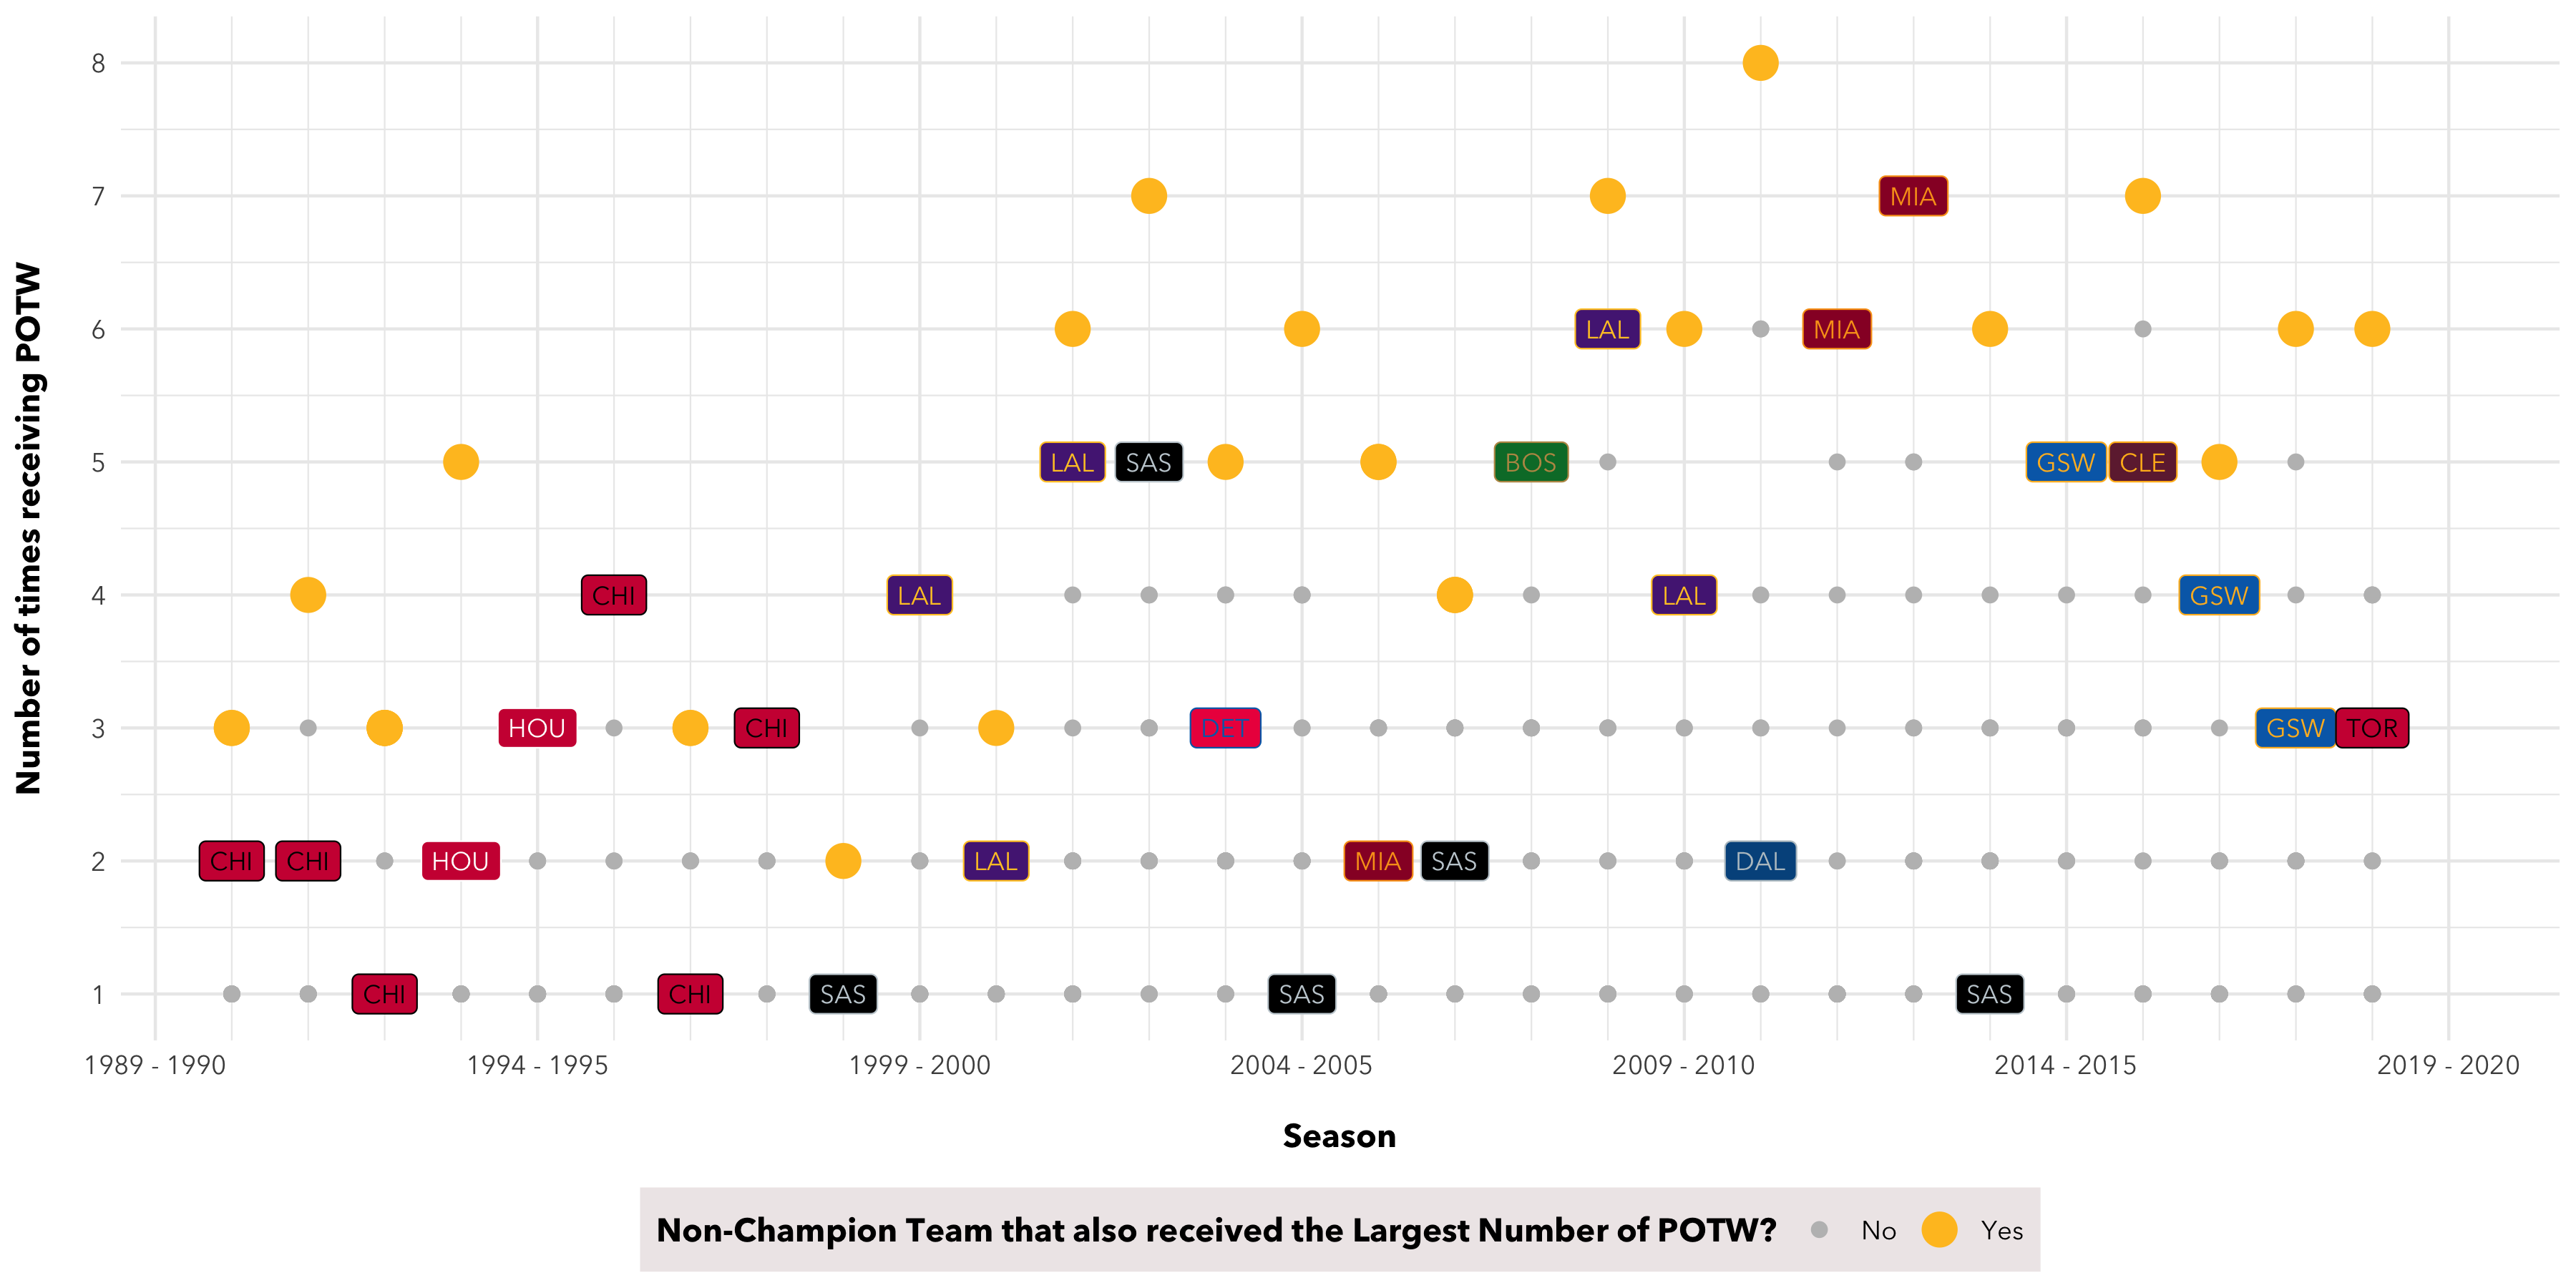 Number of times receiving POTW
8
7
MIA
6
LAL
MIA
5
LAL
SAS
BOS
GSW
CLE
4
CHI
LAL
LAL
GSW
3
HOU
CHI
DET
GSW
TOR
2
CHI
CHI
HOU
LAL
MIA
SAS
DAL
1
CHI
CHI
SAS
SAS
SAS
1989 - 1990
1994 - 1995
1999 - 2000
2004 - 2005
2009 - 2010
2014 - 2015
2019 - 2020
Season
Non-Champion Team that also received the Largest Number of POTW? No Yes